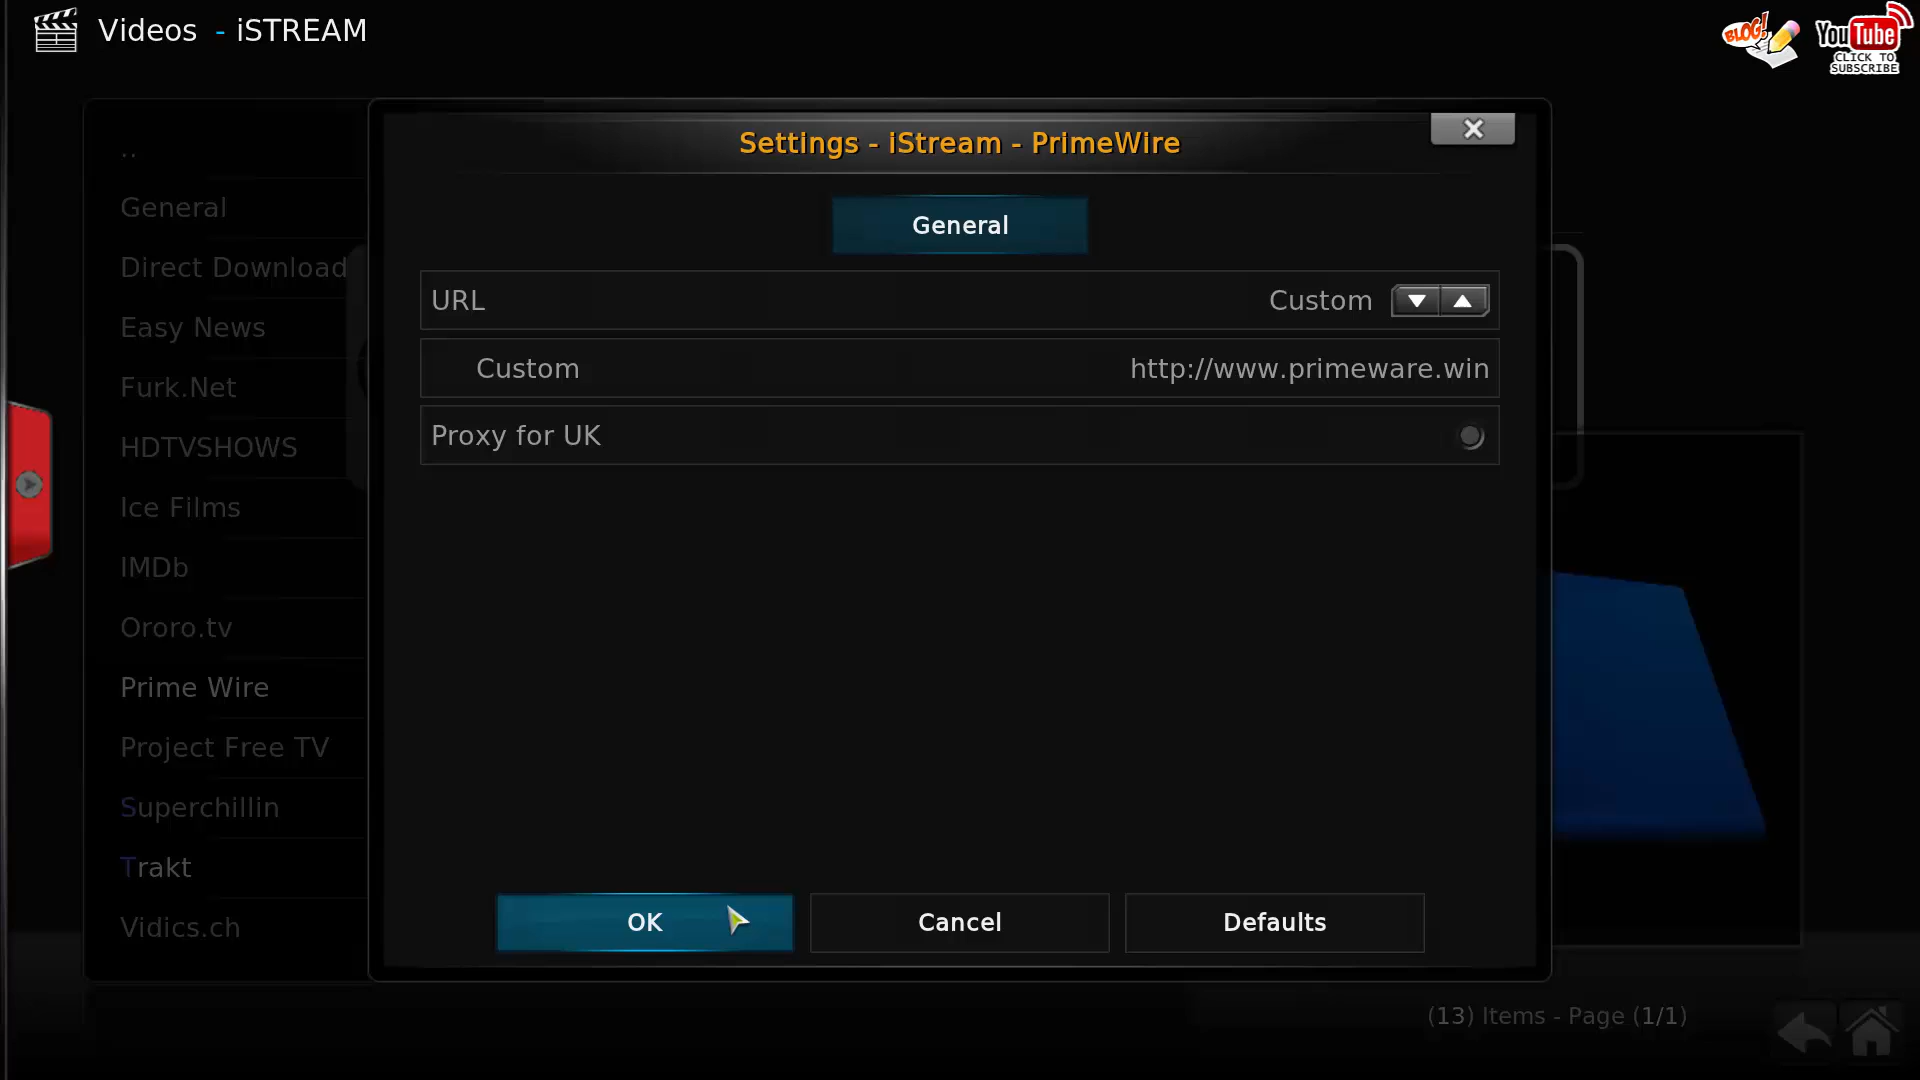 Videos - iSTREAM
BLOG!
YouTube
CLICK TO
SUBSCRIBE
Settings - iStream - PrimeWire
General
URL Custom
Custom http://www.primeware.win
Proxy for UK
OK Cancel Defaults
..
General
Direct Download
Easy News
Furk.Net
HDTVSHOWS
Ice Films
IMDb
Ororo.tv
Prime Wire
Project Free TV
Superchillin
Trakt
Vidics.ch
(13) Items - Page (1/1)